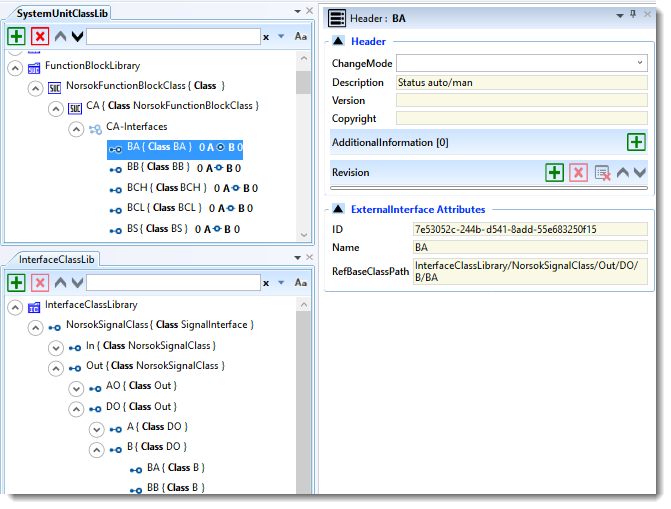 SystemUnitClassLib
x Aa
FunctionBlockLibrary
SUC NorsokFunctionBlockClass {Class }
SUC CA { Class NorsokFunctionBlockClass }
CA-Interfaces
BA { Class BA } 0 A B 0
BB { Class BB } 0 A B 0
BCH { Class BCH } 0 A B 0
BCL { Class BCL } 0 A B 0
BS { Class BS } 0 A B 0
InterfaceClassLib
x Aa
InterfaceClassLibrary
NorsokSignalClass { Class SignalInterface }
In { Class NorsokSignalClass }
Out { Class NorsokSignalClass }
AO { Class Out }
DO { Class Out }
A { Class DO }
B { Class DO }
BA { Class B }
BB { Class B }
Header : BA
Header
ChangeMode
Description Status auto/man
Version
Copyright
AdditionalInformation [0]
Revision
ExternalInterface Attributes
ID 7e53052c-244b-d541-8add-55e683250f15
Name BA
RefBaseClassPath InterfaceClassLibrary/NorsokSignalClass/Out/DO/
B/BA